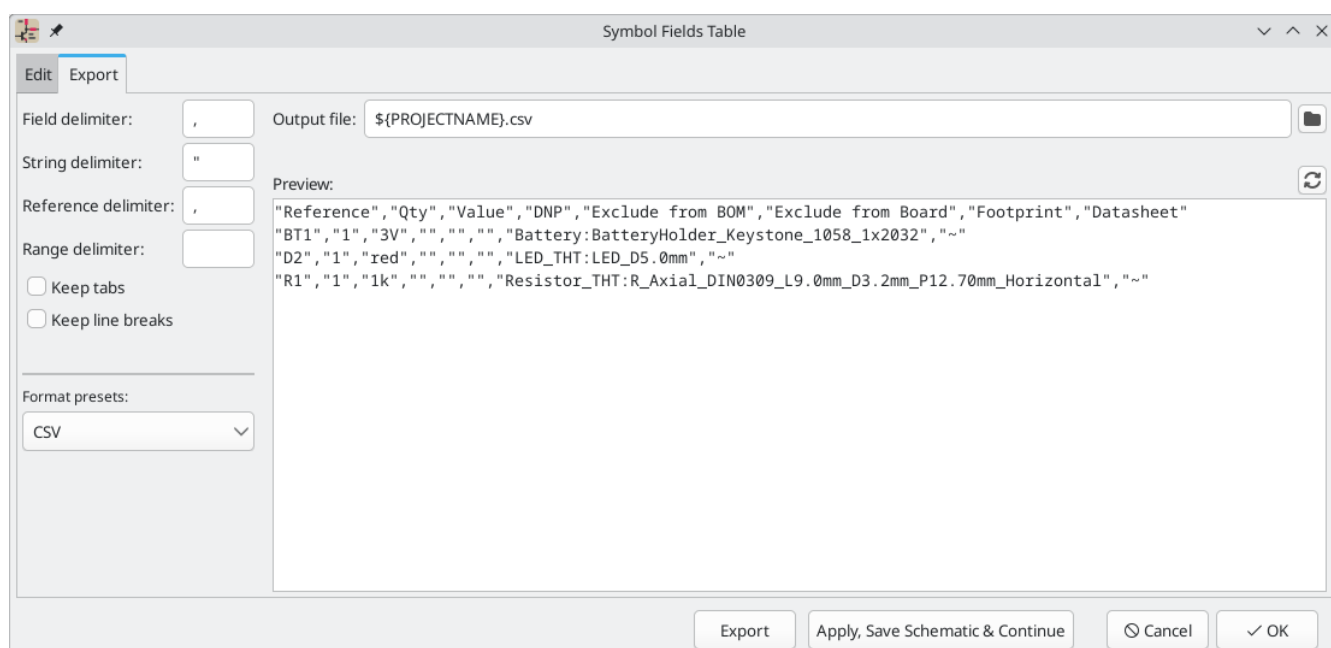 Symbol Fields Table
Edit Export
Field delimiter: ,
Output file: ${PROJECTNAME}.csv
String delimiter: "
Preview:
Reference delimiter: ,
Range delimiter:
Keep tabs
Keep line breaks
Format presets:
CSV
"Reference","Qty","Value","DNP","Exclude from BOM","Exclude from Board","Footprint","Datasheet"
"BT1","1","3V","","","","Battery:BatteryHolder_Keystone_1058_1x2032","~"
"D2","1","red","","","","LED_THT:LED_D5.0mm","~"
"R1","1","1k","","","","Resistor_THT:R_Axial_DIN0309_L9.0mm_D3.2mm_P12.70mm_Horizontal","~"
Export Apply, Save Schematic & Continue Cancel OK